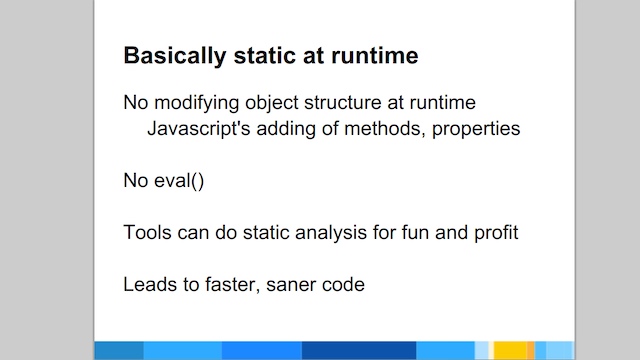 Basically static at runtime
No modifying object structure at runtime
Javascript's adding of methods, properties
No eval()
Tools can do static analysis for fun and profit
Leads to faster, saner code